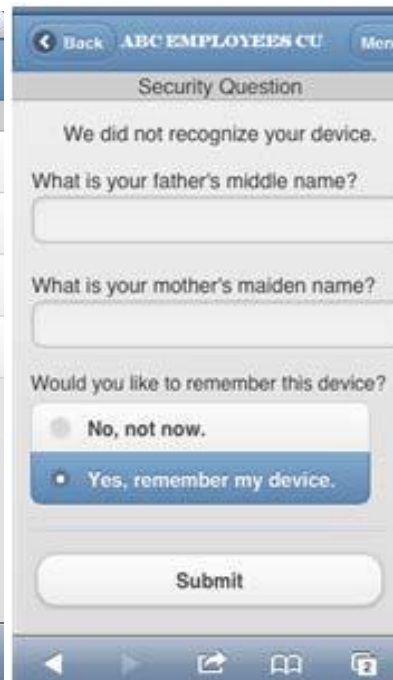 Back ABC EMPLOYEES CU Men
Security Question
We did not recognize your device.
What is your father's middle name?
What is your mother's maiden name?
Would you like to remember this device?
No, not now.
Yes, remember my device.
Submit
2